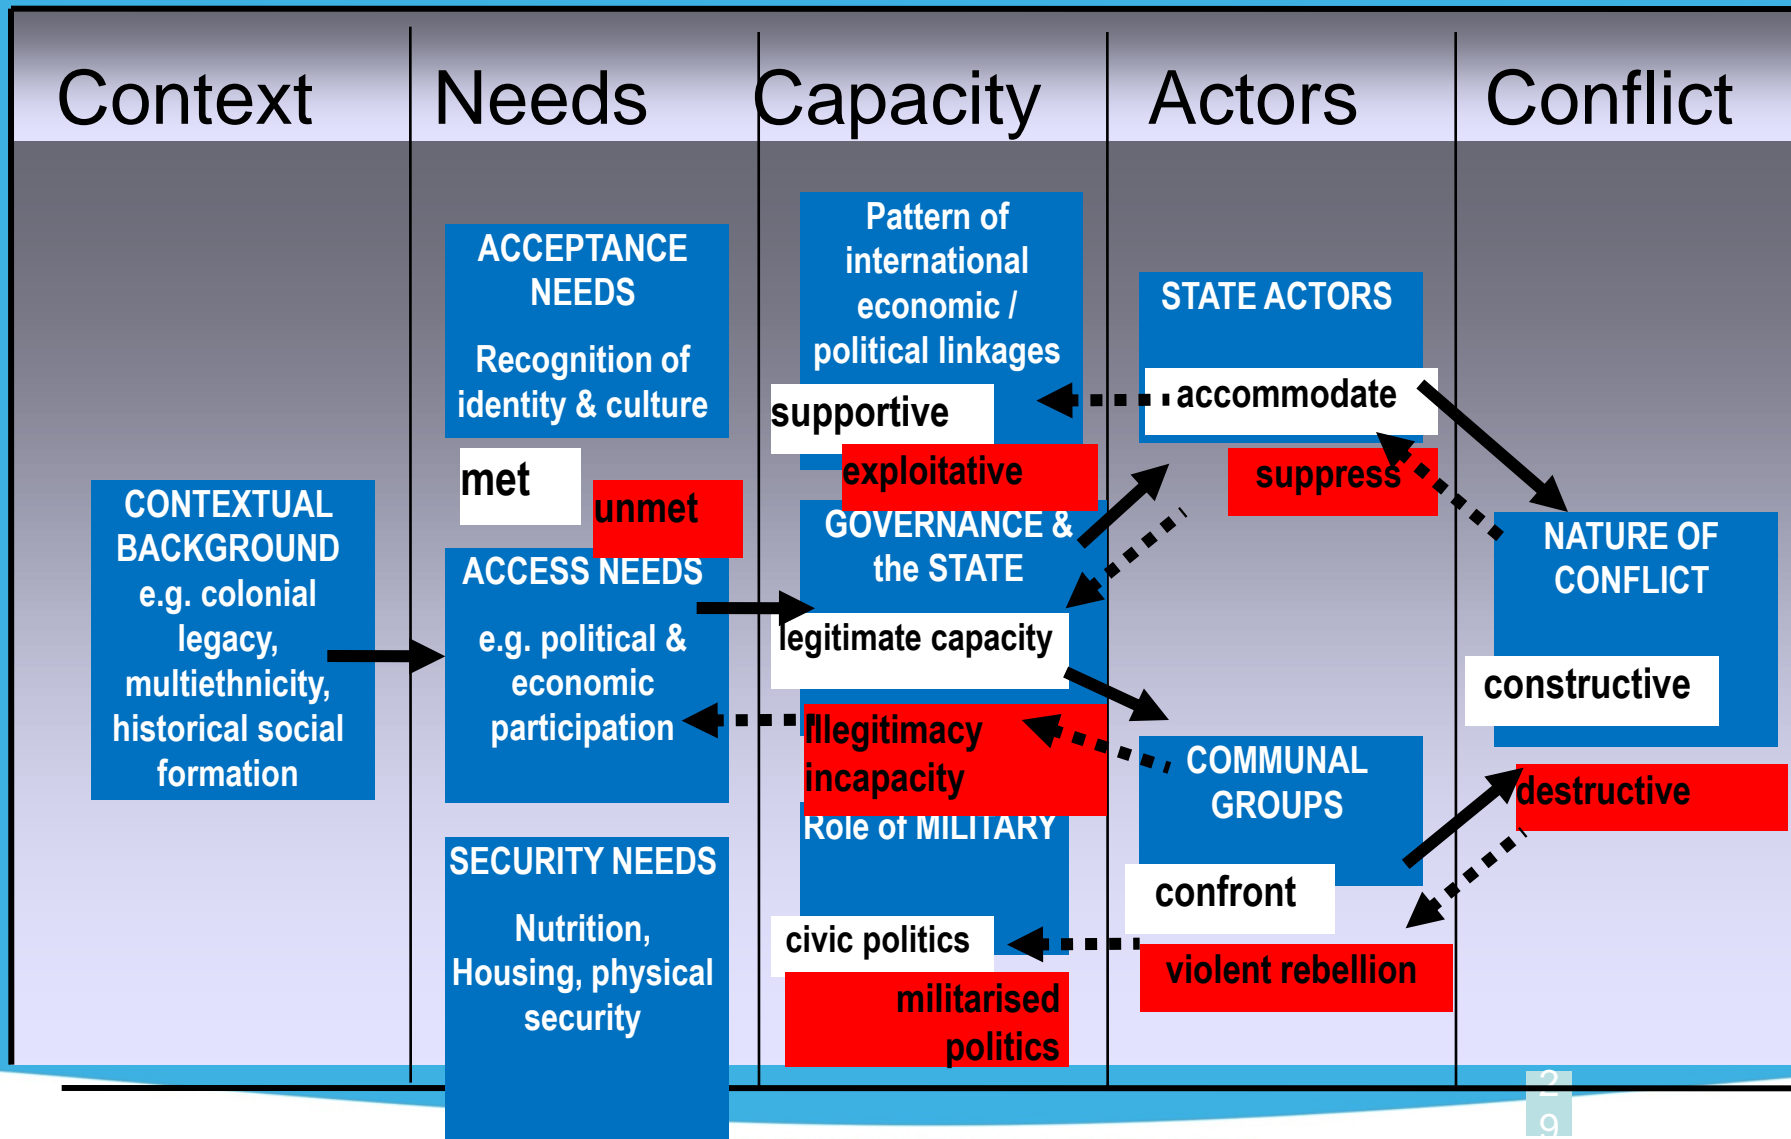 Context
Needs
Capacity
Actors
Conflict
CONTEXTUAL
BACKGROUND
e.g. colonial
legacy,
multiethnicity,
historical social
formation
ACCEPTANCE
NEEDS
Recognition of
identity & culture
met
unmet
ACCESS NEEDS
e.g. political &
economic
participation
SECURITY NEEDS
Nutrition,
Housing, physical
security
Pattern of
international
economic /
political linkages
supportive
exploitative
GOVERNANCE &
the STATE
legitimate capacity
Illegitimacy
incapacity
Role of MILITARY
civic politics
militarised
politics
STATE ACTORS
accommodate
suppress
COMMUNAL
GROUPS
confront
violent rebellion
NATURE OF
CONFLICT
constructive
destructive
2
9